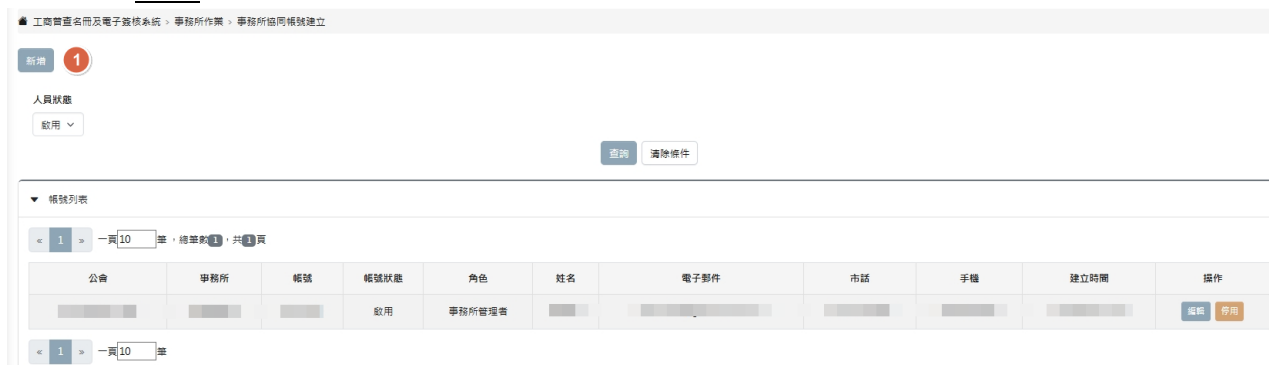 工商普查名冊及電子簽核系統 > 事務所作業 > 事務所協同帳號建立
新增 1
人員狀態
啟用
查詢 清除條件
帳號列表
« 1 » 一頁 10 筆，總筆數 1，共 1 頁
公會 事務所 帳號 帳號狀態 角色 姓名 電子郵件 市話 手機 建立時間 操作
啟用 事務所管理者 編輯 停用
« 1 » 一頁 10 筆